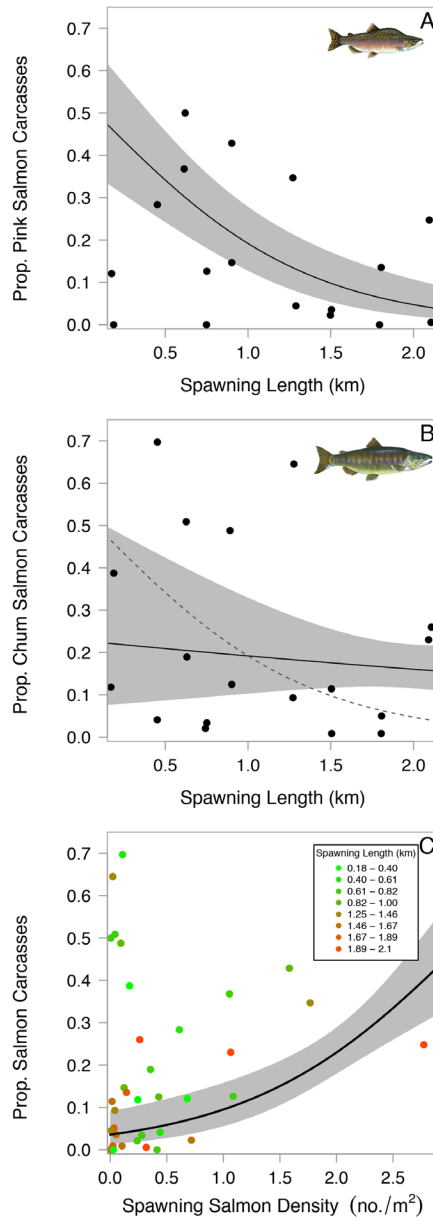 A
Prop. Pink Salmon Carcasses
0.7
0.6
0.5
0.4
0.3
0.2
0.1
0.0
0.5 1.0 1.5 2.0
Spawning Length (km)
B
Prop. Chum Salmon Carcasses
0.7
0.6
0.5
0.4
0.3
0.2
0.1
0.0
0.5 1.0 1.5 2.0
Spawning Length (km)
C
Prop. Salmon Carcasses
0.7
0.6
0.5
0.4
0.3
0.2
0.1
0.0
Spawning Length (km)
0.18 – 0.40
0.40 – 0.61
0.61 – 0.82
0.82 – 1.00
1.25 – 1.46
1.46 – 1.67
1.67 – 1.89
1.89 – 2.1
0.0 0.5 1.0 1.5 2.0 2.5
Spawning Salmon Density (no./m²)